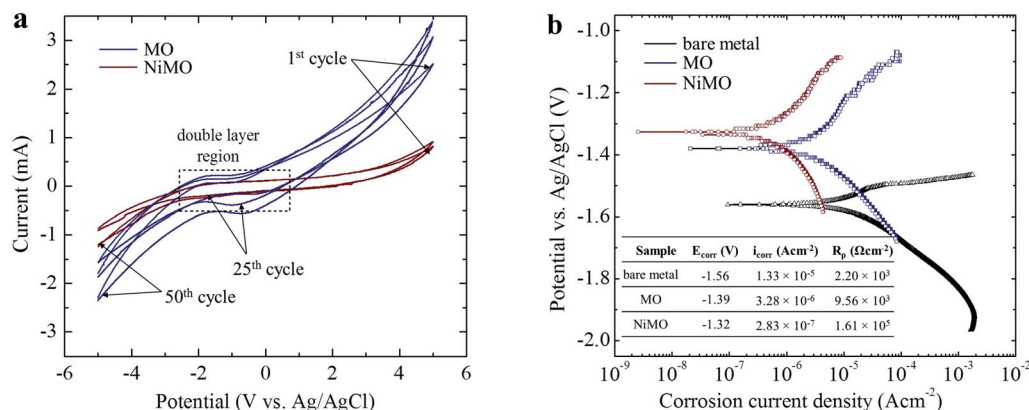 a
MO
NiMO
1st cycle
double layer
region
25th cycle
50th cycle
3
2
1
0
-1
-2
-3
-6
-4
-2
0
2
4
6
Current (mA)
Potential (V vs. Ag/AgCl)
b
bare metal
MO
NiMO
-1.0
-1.2
-1.4
-1.6
-1.8
-2.0
Potential vs. Ag/AgCl (V)
Sample Ecorr (V) icorr (Acm-2) Rp (Ωcm-2)
bare metal -1.56 1.33 × 10-5 2.20 × 103
MO -1.39 3.28 × 10-6 9.56 × 103
NiMO -1.32 2.83 × 10-7 1.61 × 105
10-9
10-8
10-7
10-6
10-5
10-4
10-3
10-2
Corrosion current density (Acm-2)